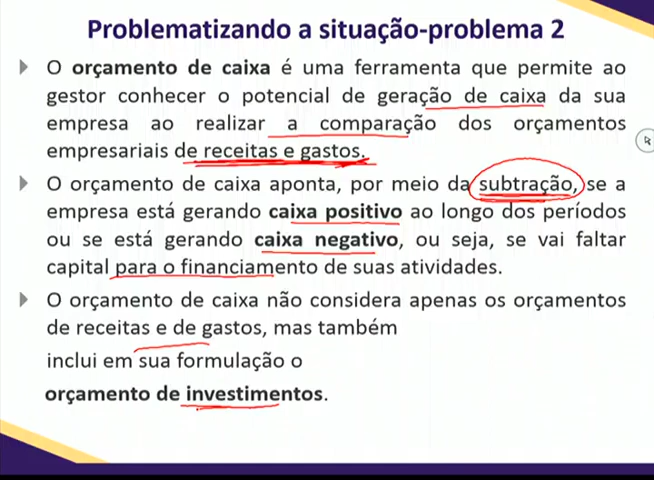 Problematizando a situação-problema 2
O orçamento de caixa é uma ferramenta que permite ao
gestor conhecer o potencial de geração de caixa da sua
empresa ao realizar a comparação dos orçamentos
empresariais de receitas e gastos.
O orçamento de caixa aponta, por meio da subtração, se a
empresa está gerando caixa positivo ao longo dos períodos
ou se está gerando caixa negativo, ou seja, se vai faltar
capital para o financiamento de suas atividades.
O orçamento de caixa não considera apenas os orçamentos
de receitas e de gastos, mas também
inclui em sua formulação o
orçamento de investimentos.